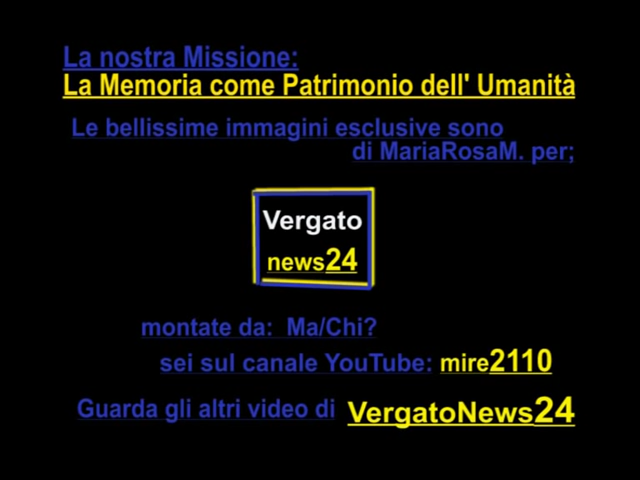 La nostra Missione:
La Memoria come Patrimonio dell' Umanità
Le bellissime immagini esclusive sono
di MariaRosaM. per;
Vergato
news24
montate da:  Ma/Chi?
sei sul canale YouTube: mire2110
Guarda gli altri video di VergatoNews24